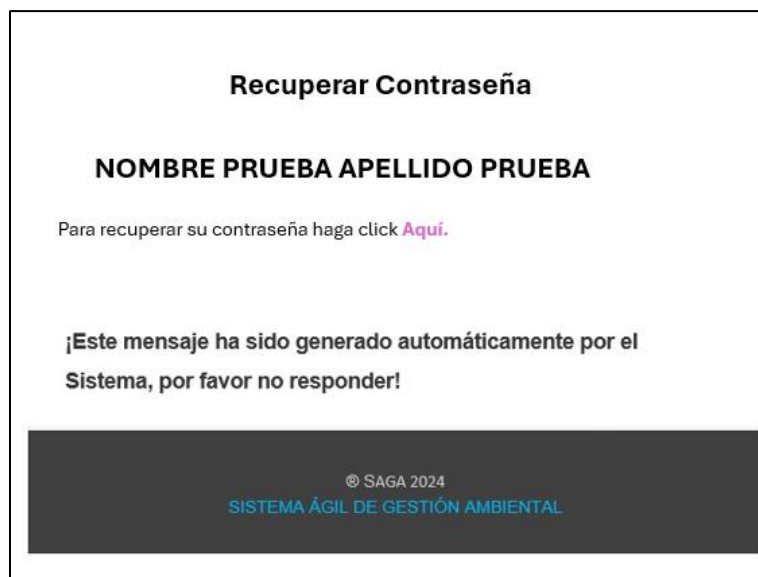 Recuperar Contraseña
NOMBRE PRUEBA APELLIDO PRUEBA
Para recuperar su contraseña haga click Aquí.
¡Este mensaje ha sido generado automáticamente por el
Sistema, por favor no responder!
® SAGA 2024
SISTEMA ÁGIL DE GESTIÓN AMBIENTAL